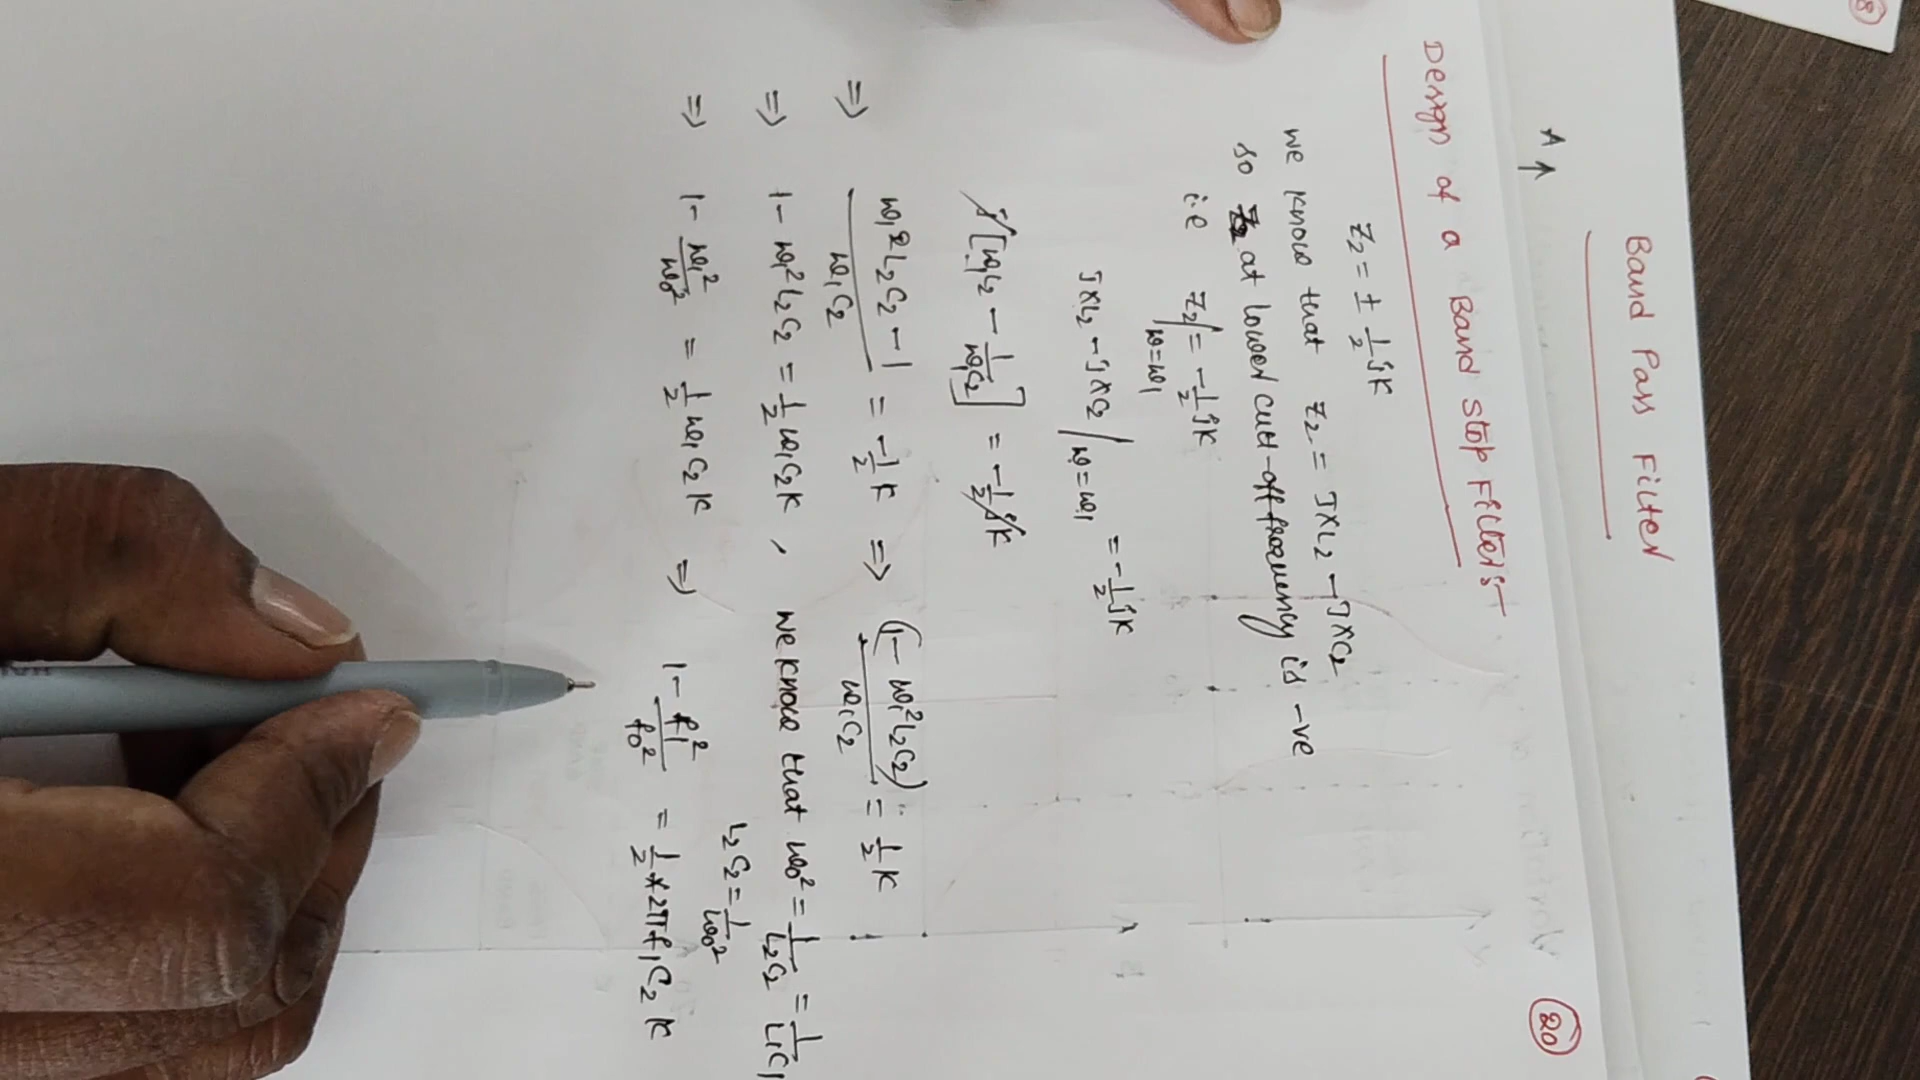 Band Pass Filter
A ↑
20
Design of a Band stop Filter:-
Z₂ = ± 1/2 jK
we know that Z₂ = JXL₂ - JXC₂
so at lower cutt-off frequency is -ve
i.e Z₂/ω=ω₁ = -1/2 jK
JXL₂ - JXC₂ / ω=ω₁ = -1/2 jK
j[ω₁L₂ - 1/ω₁C₂] = -1/2 jK
⇒ ω₁²L₂C₂ - 1 / ω₁C₂ = -1/2 K ⇒ (1 - ω₁²L₂C₂) / ω₁C₂ = 1/2 K
⇒ 1 - ω₁²L₂C₂ = 1/2 ω₁C₂K , we know that ω₀² = 1/L₂C₂ = 1/L₁C₁
L₂C₂ = 1/ω₀²
⇒ 1 - ω₁²/ω₀² = 1/2 ω₁C₂K ⇒ 1 - f₁²/f₀² = 1/2 * 2πf₁C₂K